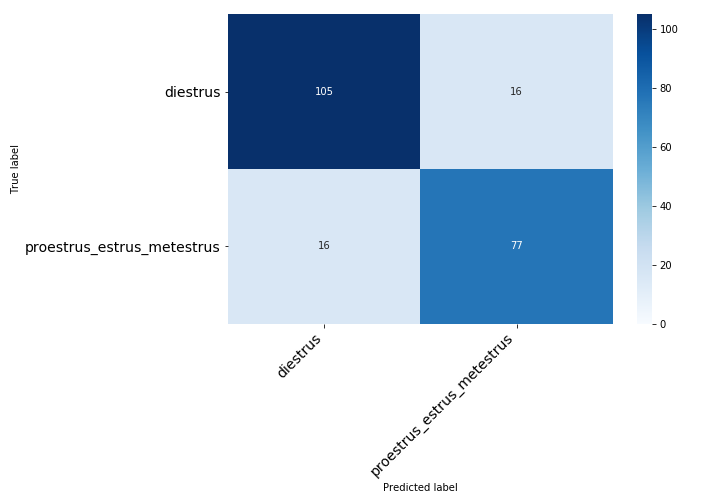 diestrus
105
16
True label
proestrus_estrus_metestrus
16
77
diestrus
proestrus_estrus_metestrus
Predicted label
100
80
60
40
20
0